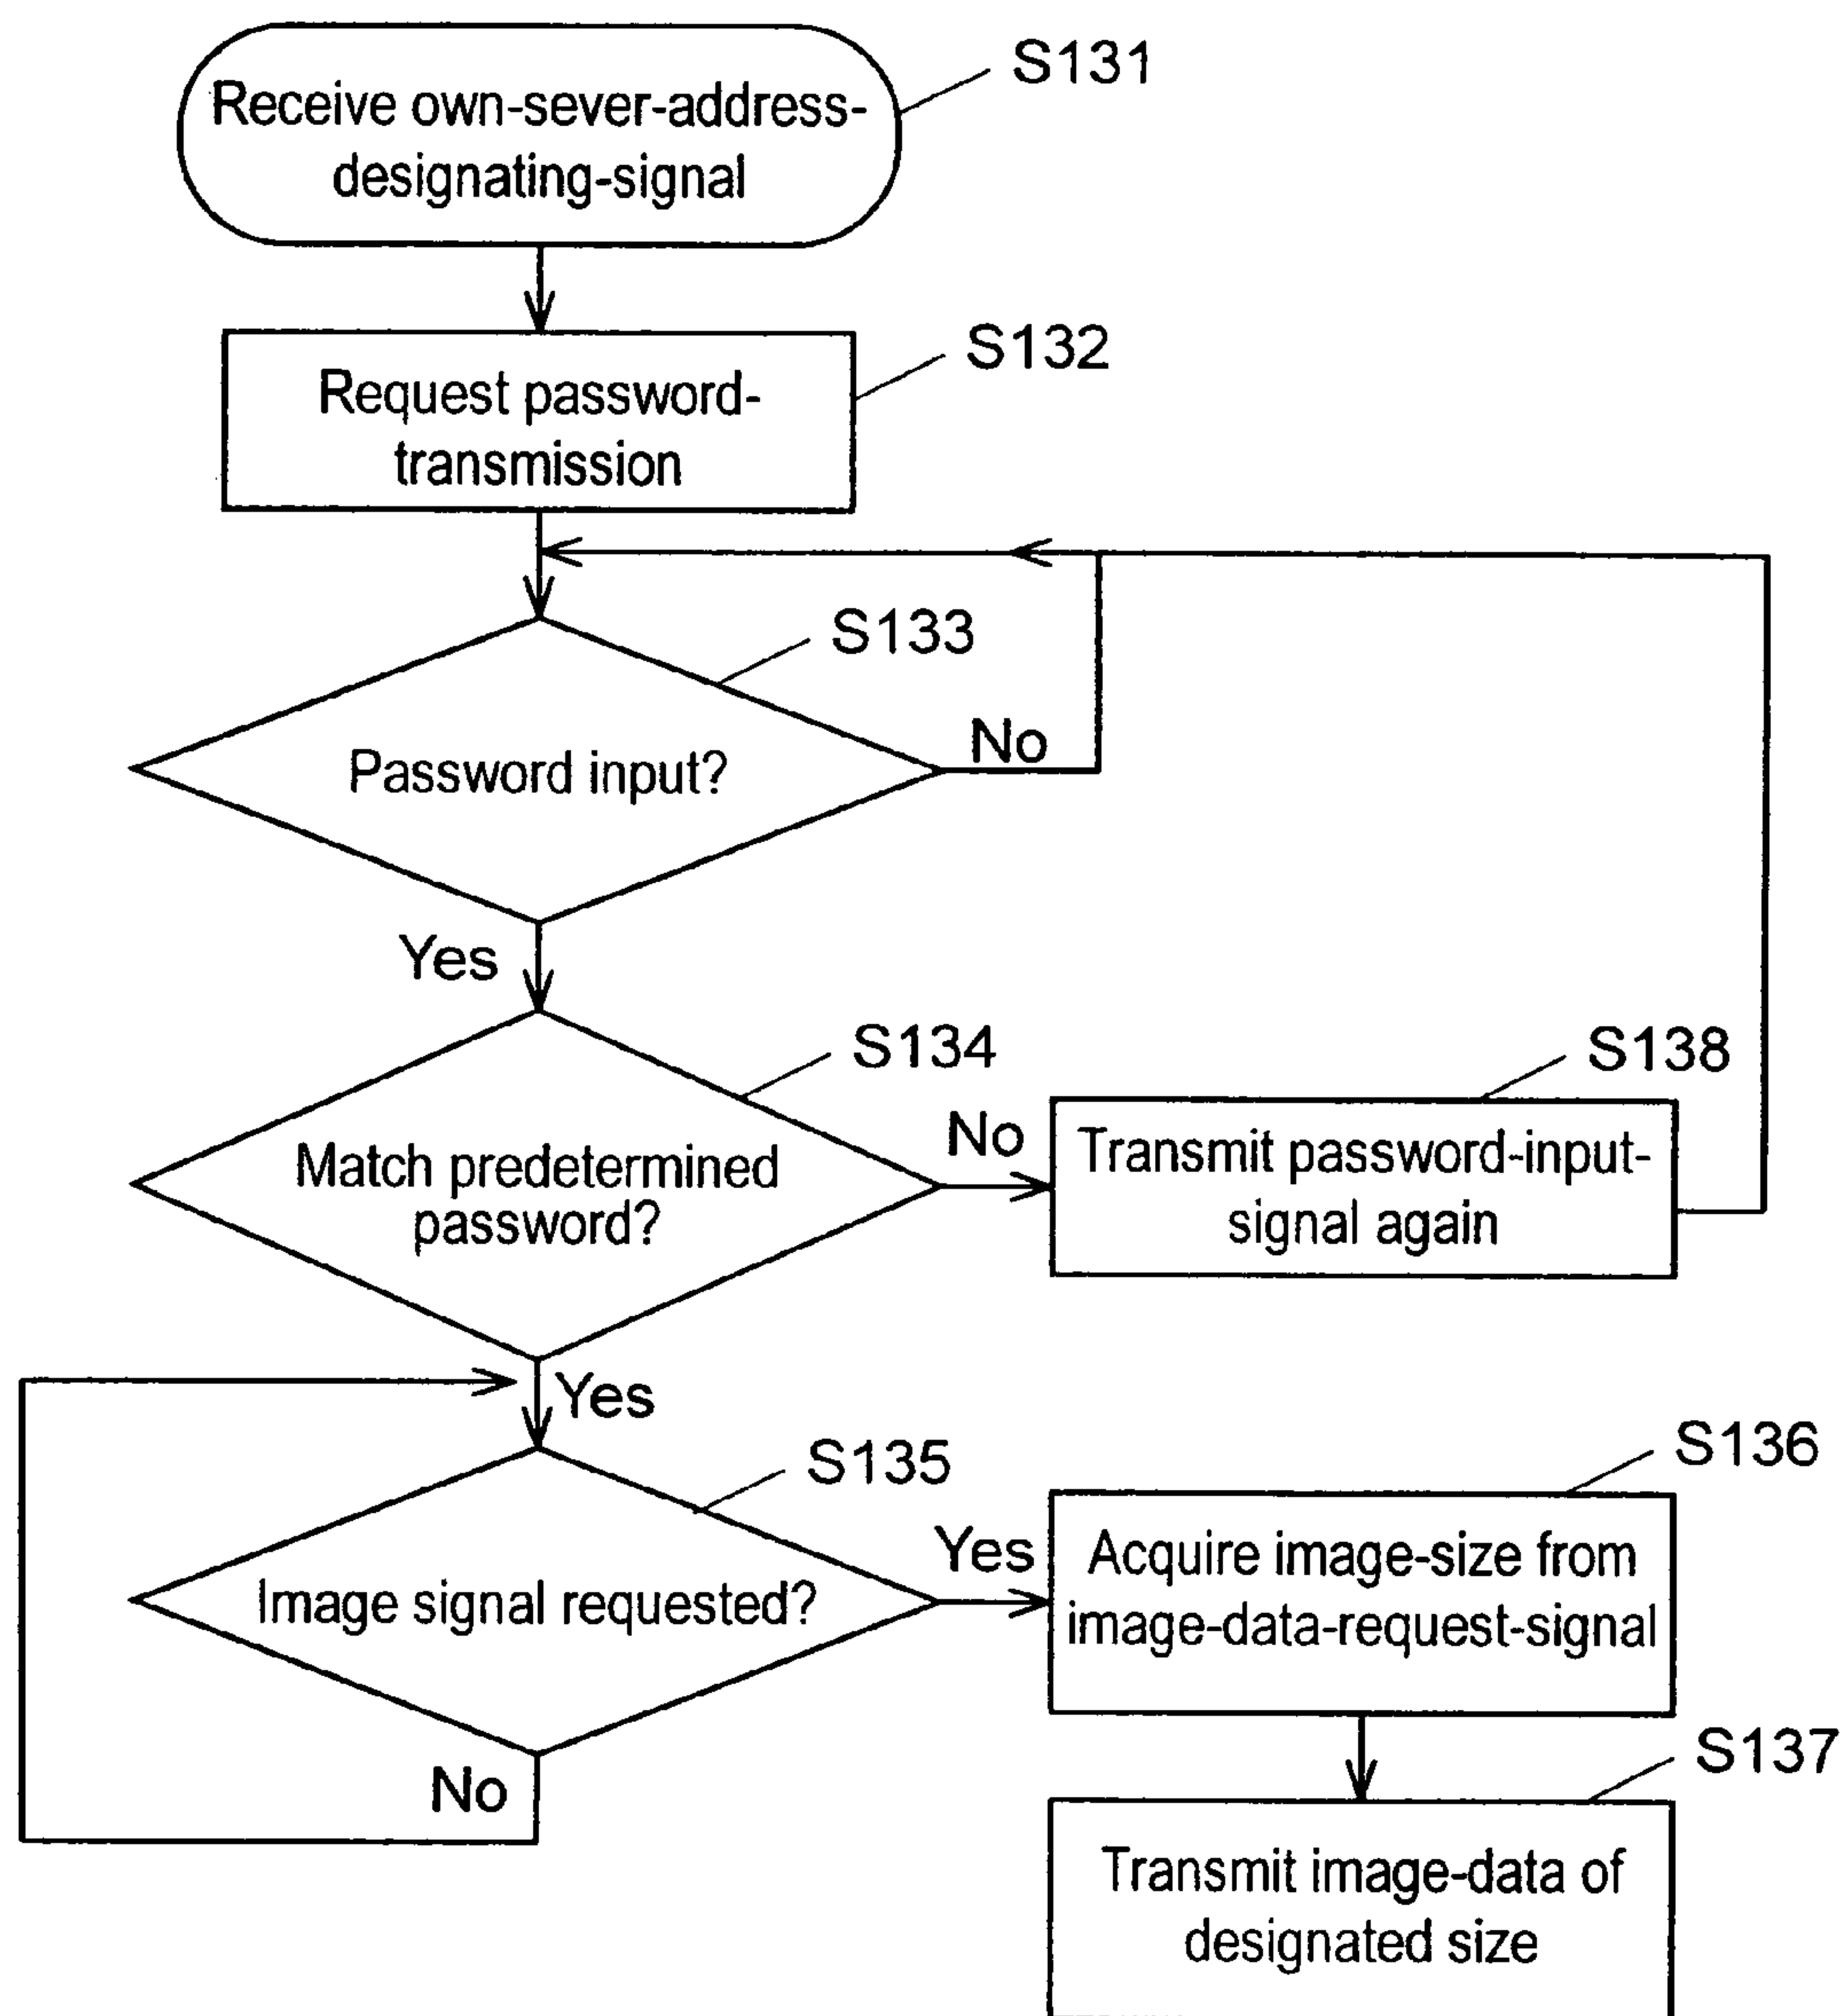 S131
Receive own-sever-address-
designating-signal
S132
Request password-
transmission
S133
Password input?
No
Yes
S134
Match predetermined
password?
No
S138
Transmit password-input-
signal again
Yes
S135
Image signal requested?
Yes
S136
Acquire image-size from
image-data-request-signal
No
S137
Transmit image-data of
designated size